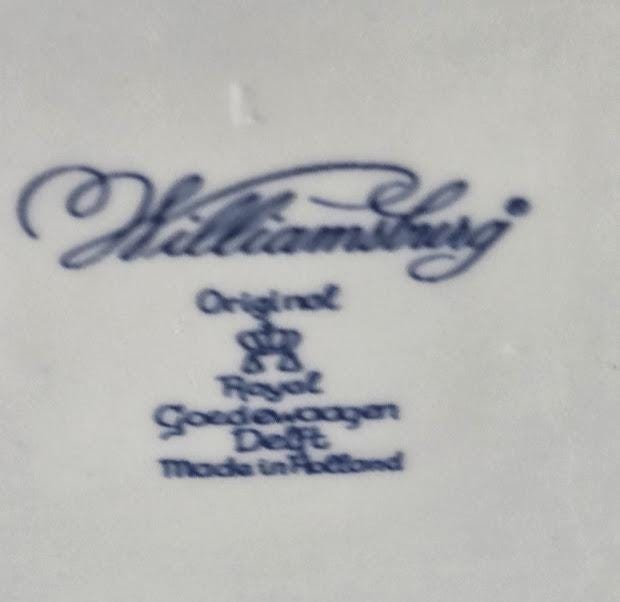 Williamsburg®
Original
Royal
Goedewaagen
Delft
Made in Holland